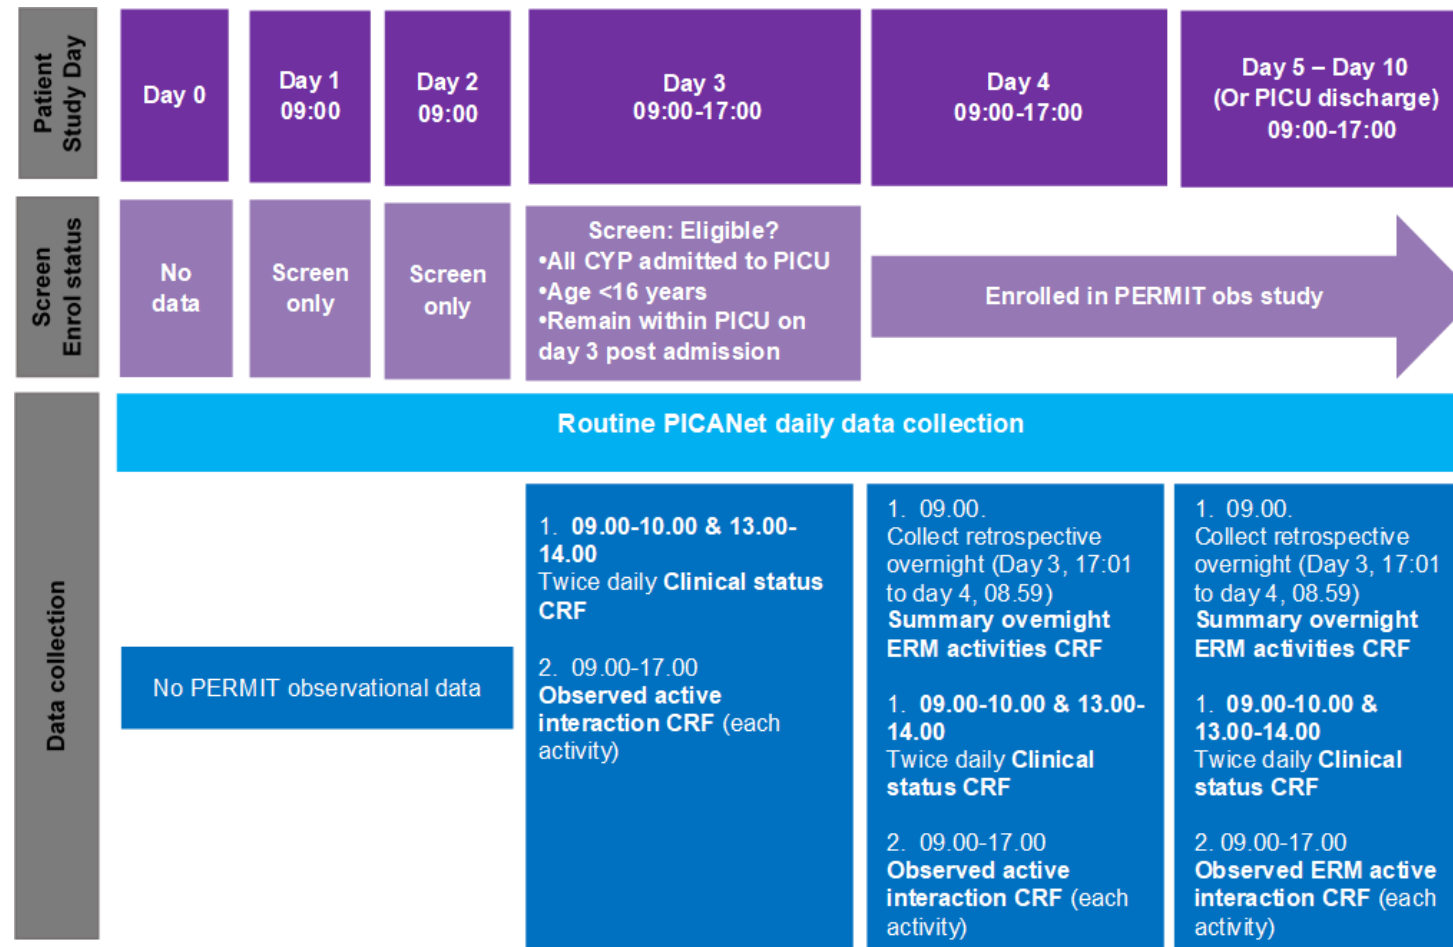 Patient
Study Day
Day 0
Day 1
09:00
Day 2
09:00
Day 3
09:00-17:00
Day 4
09:00-17:00
Day 5 – Day 10
(Or PICU discharge)
09:00-17:00
Screen
Enrol status
No
data
Screen
only
Screen
only
Screen: Eligible?
•All CYP admitted to PICU
•Age <16 years
•Remain within PICU on
day 3 post admission
Enrolled in PERMIT obs study
Data collection
Routine PICANet daily data collection
No PERMIT observational data
1. 09.00-10.00 & 13.00-
14.00
Twice daily Clinical status
CRF
2. 09.00-17.00
Observed active
interaction CRF (each
activity)
1. 09.00.
Collect retrospective
overnight (Day 3, 17:01
to day 4, 08.59)
Summary overnight
ERM activities CRF
1. 09.00-10.00 & 13.00-
14.00
Twice daily Clinical
status CRF
2. 09.00-17.00
Observed active
interaction CRF (each
activity)
1. 09.00.
Collect retrospective
overnight (Day 3, 17:01
to day 4, 08.59)
Summary overnight
ERM activities CRF
1. 09.00-10.00 &
13.00-14.00
Twice daily Clinical
status CRF
2. 09.00-17.00
Observed ERM active
interaction CRF (each
activity)